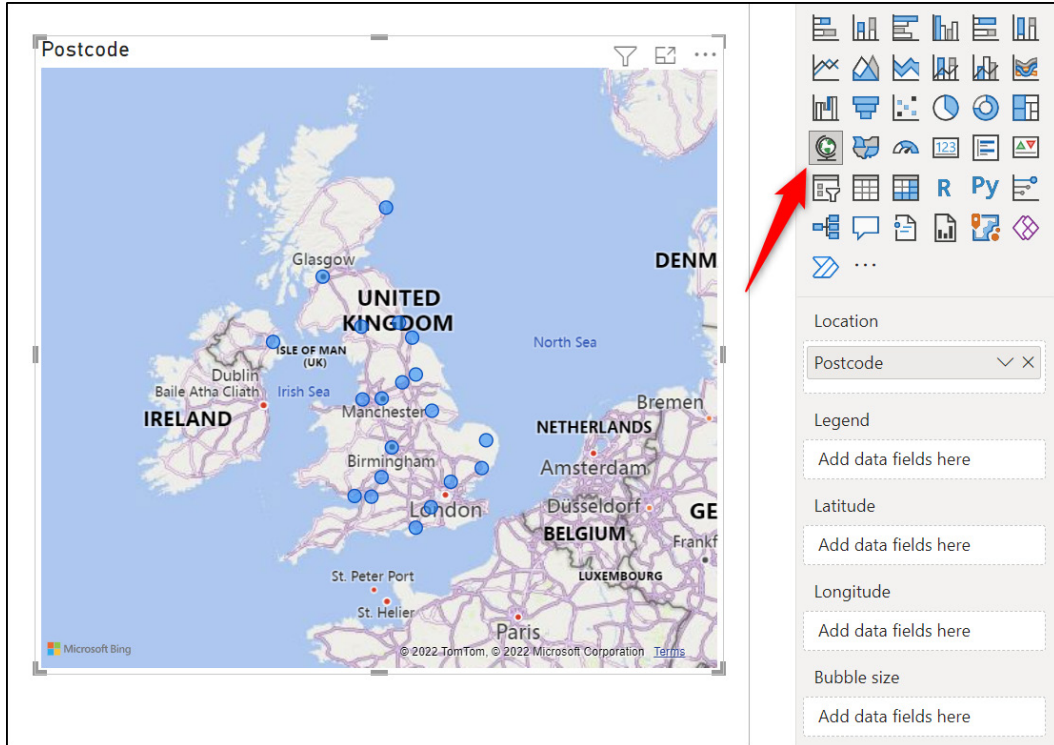 Postcode
Glasgow
UNITED
KINGDOM
DENM
North Sea
ISLE OF MAN
(UK)
Dublin
Baile Atha Cliath
Irish Sea
IRELAND
Manchester
Bremen
NETHERLANDS
Birmingham
Amsterdam
London
Düsseldorf
GE
BELGIUM
Frankf
LUXEMBOURG
St. Peter Port
St. Helier
Paris
Microsoft Bing
© 2022 TomTom, © 2022 Microsoft Corporation Terms
123
R
Py
Location
Postcode
Legend
Add data fields here
Latitude
Add data fields here
Longitude
Add data fields here
Bubble size
Add data fields here